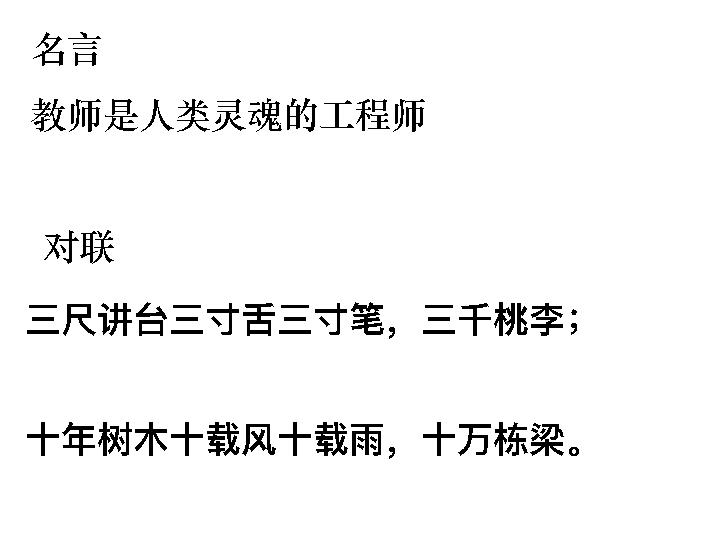 名言
教师是人类灵魂的工程师
对联
三尺讲台三寸舌三寸笔，三千桃李；
十年树木十载风十载雨，十万栋梁。